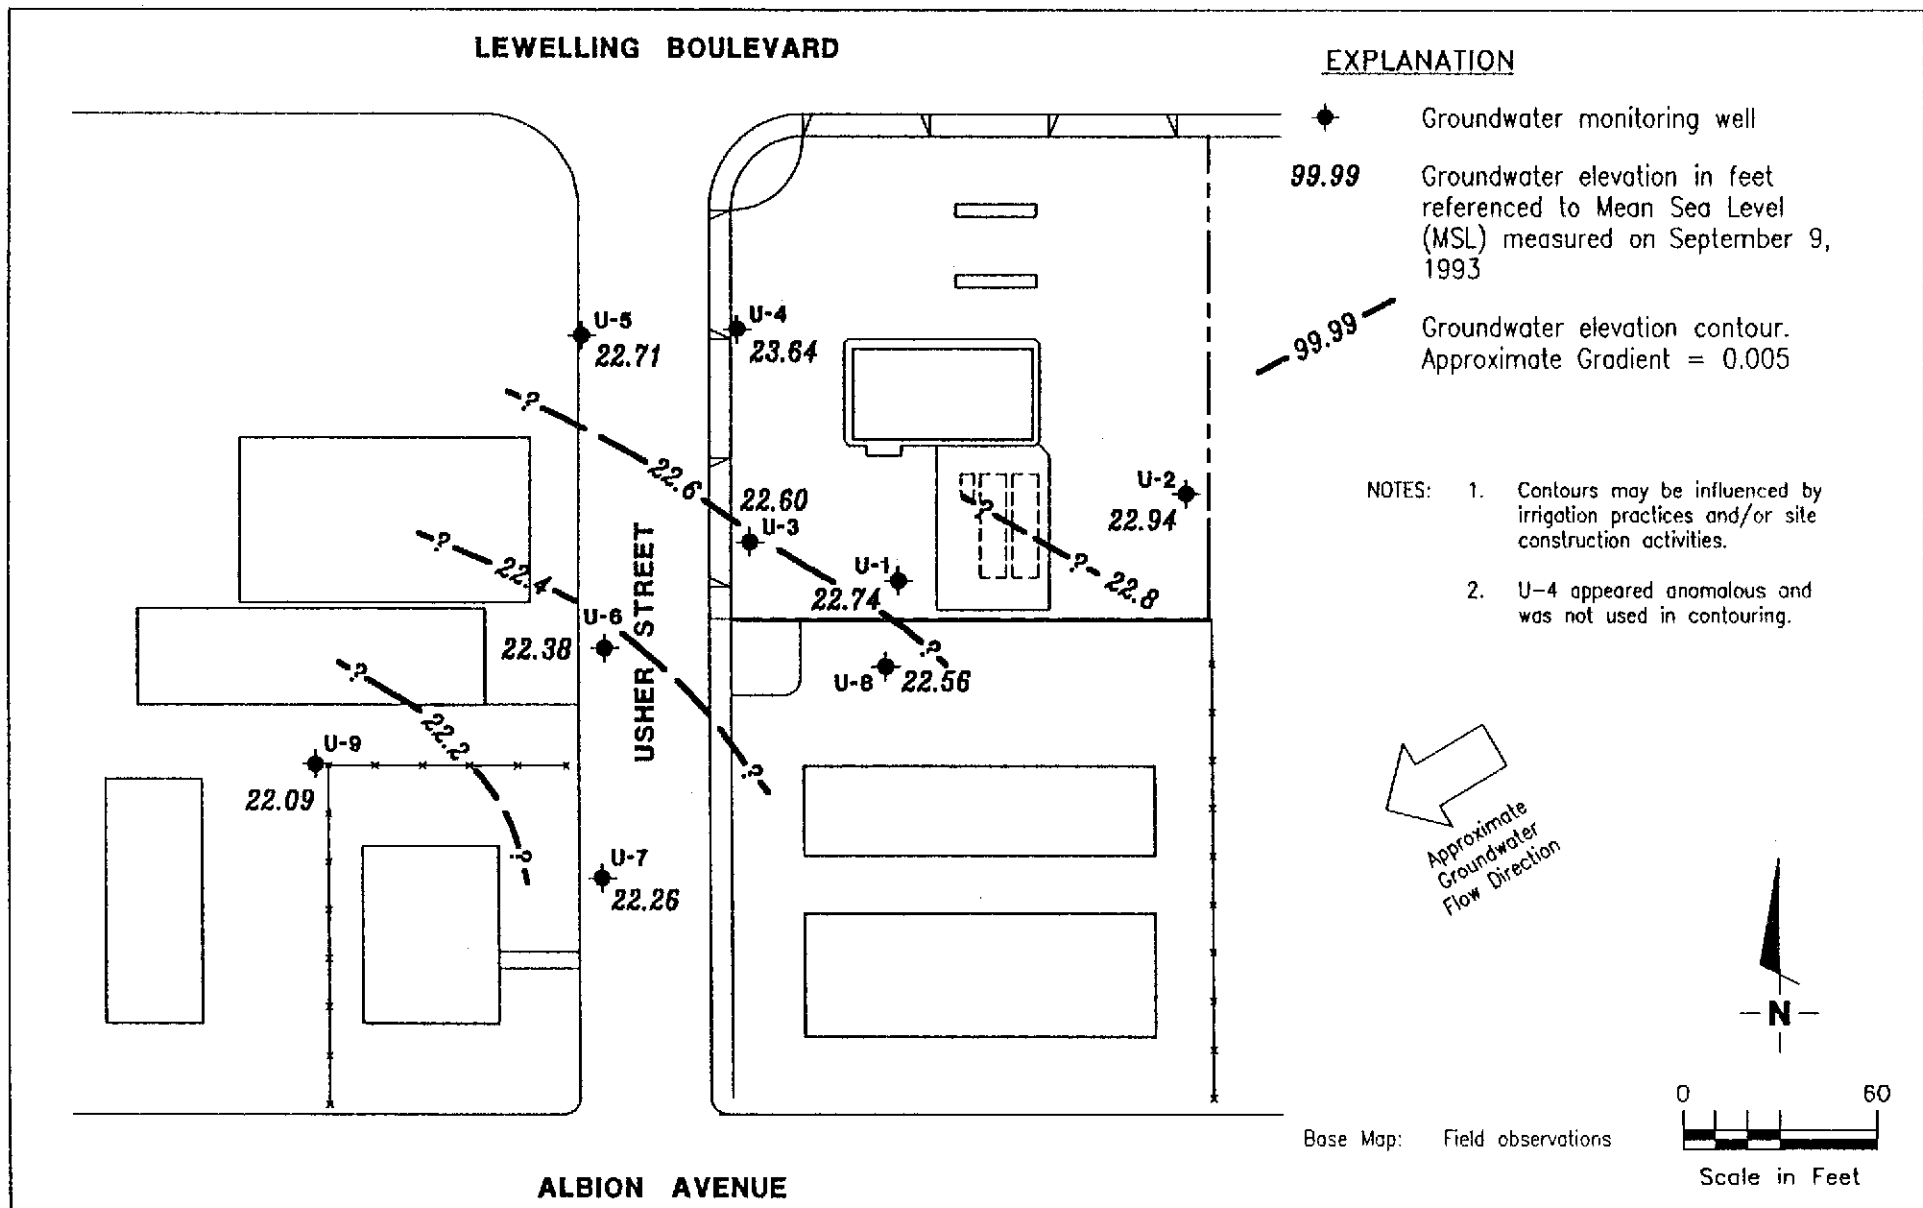 LEWELLING BOULEVARD
EXPLANATION
Groundwater monitoring well
99.99
Groundwater elevation in feet
referenced to Mean Sea Level
(MSL) measured on September 9,
1993
99.99
Groundwater elevation contour.
Approximate Gradient = 0.005
NOTES: 1. Contours may be influenced by
irrigation practices and/or site
construction activities.
2. U-4 appeared anomalous and
was not used in contouring.
U-5
22.71
U-4
23.64
?
22.6
22.60
U-3
U-2
22.94
?
? 22.8
U-1
22.74
?
?
22.4
U-6
22.38
USHER STREET
U-8 22.56
?
?
22.2
?
U-9
22.09
U-7
22.26
Approximate
Groundwater
Flow Direction
N
0 60
Scale in Feet
Base Map: Field observations
ALBION AVENUE